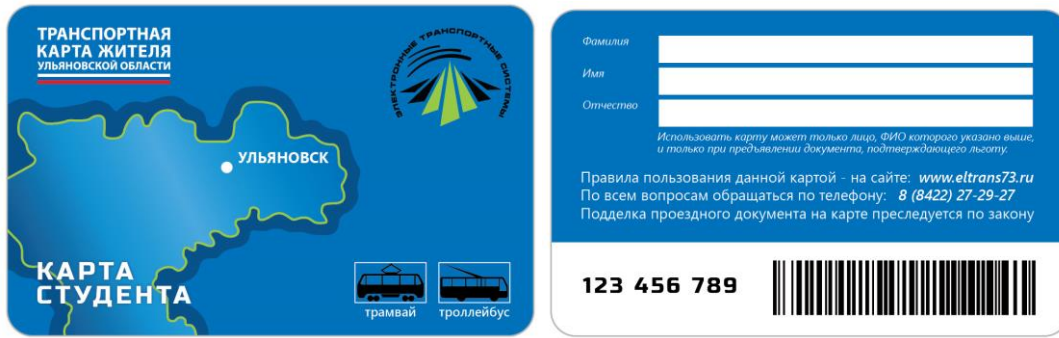 ТРАНСПОРТНАЯ
КАРТА ЖИТЕЛЯ
УЛЬЯНОВСКОЙ ОБЛАСТИ
ЭЛЕКТРОННЫЕ ТРАНСПОРТНЫЕ СИСТЕМЫ
УЛЬЯНОВСК
КАРТА
СТУДЕНТА
трамвай
троллейбус
Фамилия
Имя
Отчество
Использовать карту может только лицо, ФИО которого указано выше,
и только при предъявлении документа, подтверждающего льготу.
Правила пользования данной картой - на сайте: www.eltrans73.ru
По всем вопросам обращаться по телефону: 8 (8422) 27-29-27
Подделка проездного документа на карте преследуется по закону
123 456 789